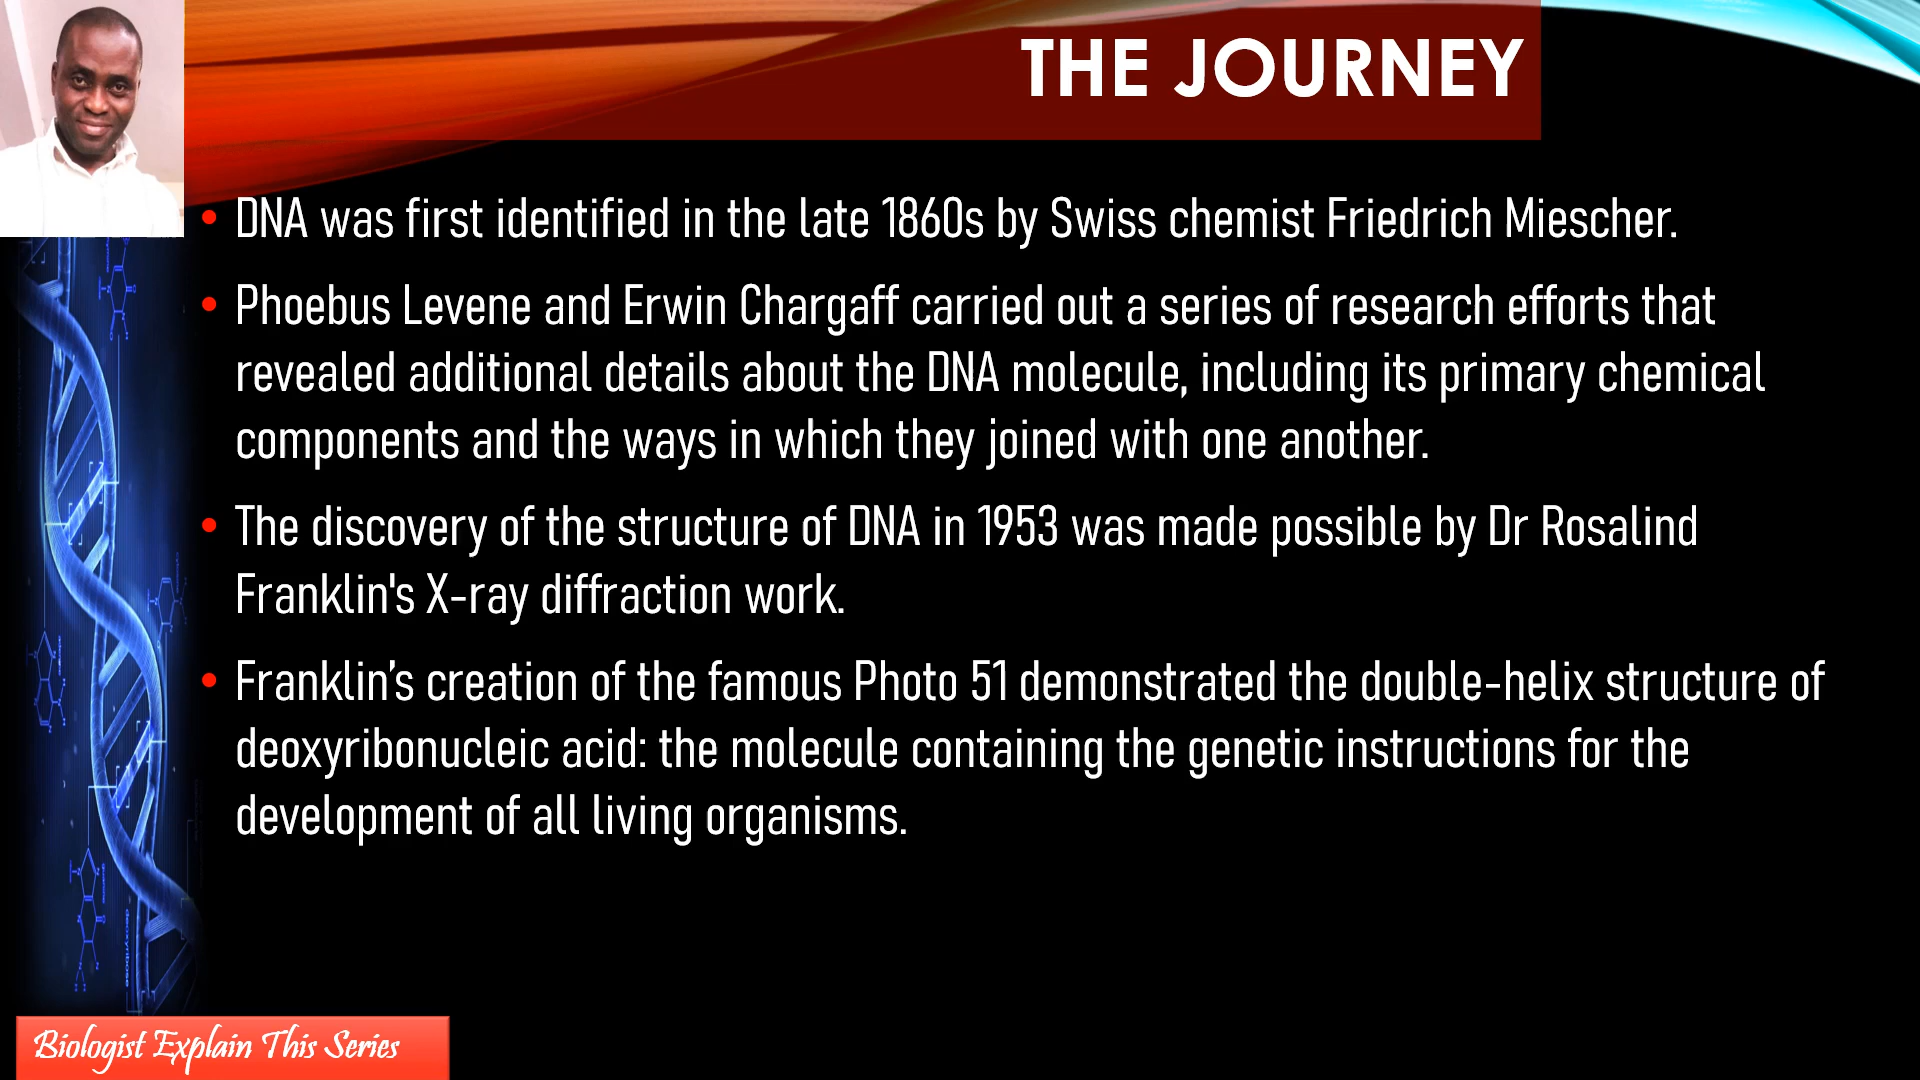 THE JOURNEY
• DNA was first identified in the late 1860s by Swiss chemist Friedrich Miescher.
• Phoebus Levene and Erwin Chargaff carried out a series of research efforts that
revealed additional details about the DNA molecule, including its primary chemical
components and the ways in which they joined with one another.
• The discovery of the structure of DNA in 1953 was made possible by Dr Rosalind
Franklin's X-ray diffraction work.
• Franklin’s creation of the famous Photo 51 demonstrated the double-helix structure of
deoxyribonucleic acid: the molecule containing the genetic instructions for the
development of all living organisms.
deoxyribose
Biologist Explain This Series